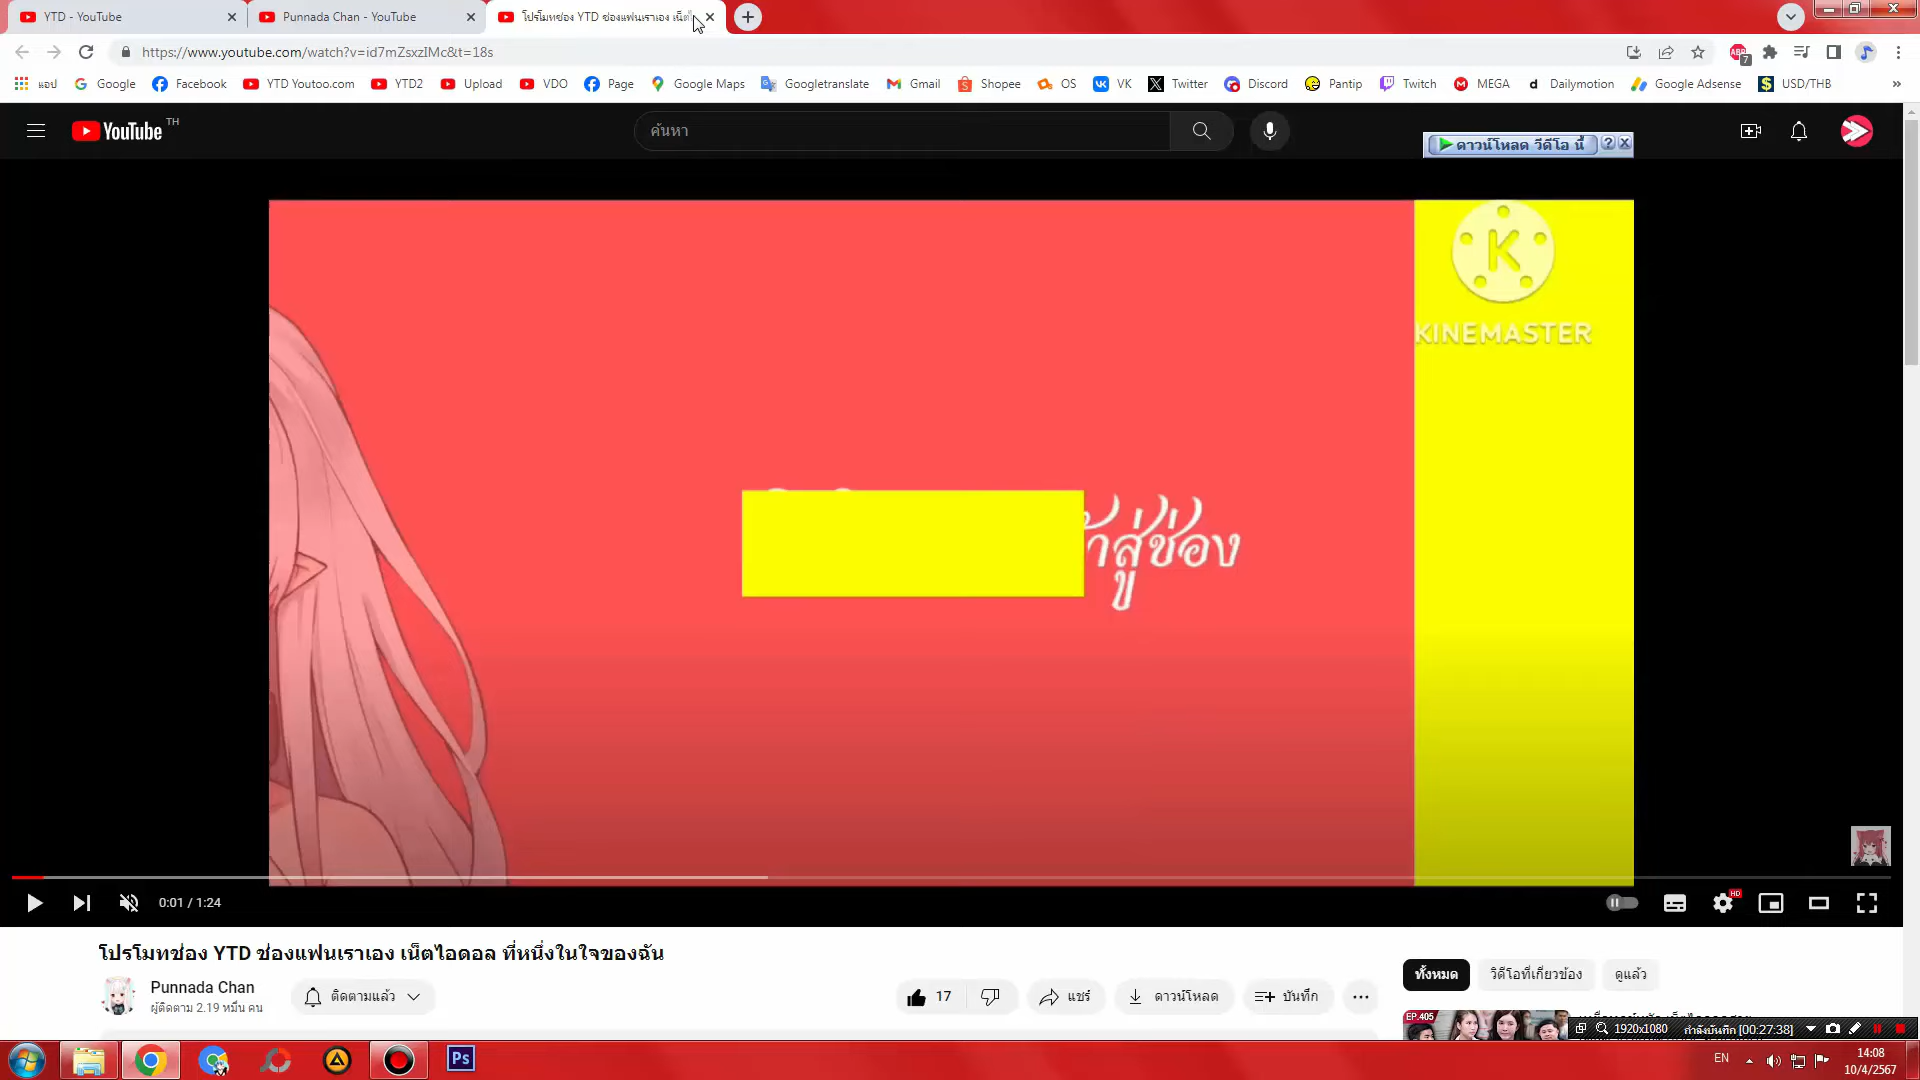 YTD - YouTube
Punnada Chan - YouTube
โปรโมทช่อง YTD ช่องแฟนเราเอง เน็ตไ
https://www.youtube.com/watch?v=id7mZsxzIMc&t=18s
7
แอป Google Facebook YTD Youtoo.com YTD2 Upload VDO Page Google Maps Googletranslate Gmail Shopee OS VK Twitter Discord Pantip Twitch MEGA Dailymotion Google Adsense USD/THB »
YouTube TH
ค้นหา
ดาวน์โหลด วีดีโอ นี้
K
KINEMASTER
าสู่ช่อง
0:01 / 1:24
HD
โปรโมทช่อง YTD ช่องแฟนเราเอง เน็ตไอดอล ที่หนึ่งในใจของฉัน
Punnada Chan
ผู้ติดตาม 2.19 หมื่น คน
ติดตามแล้ว
17
แชร์
ดาวน์โหลด
บันทึก
ทั้งหมด
วิดีโอที่เกี่ยวข้อง
ดูแล้ว
EP.405
1920x1080 กำลังบันทึก [00:27:38]
Ps
EN
14:08
10/4/2567